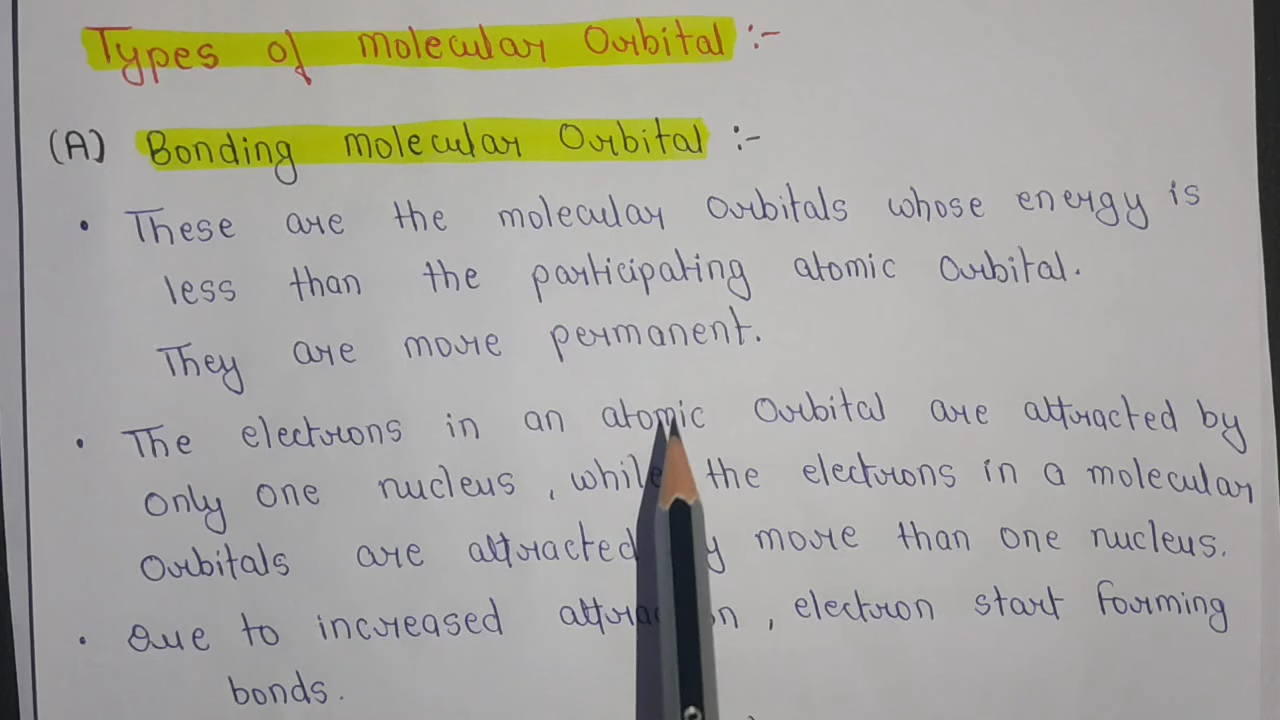 Types of molecular Orbital :-
(A) Bonding molecular Orbital :-
• These are the molecular Orbitals whose energy is
less than the participating atomic Orbital.
They are more permanent.
• The electrons in an atomic Orbital are attracted by
only one nucleus, while the electrons in a molecular
Orbitals are attracted more than one nucleus.
• Due to increased , electron start forming
bonds.